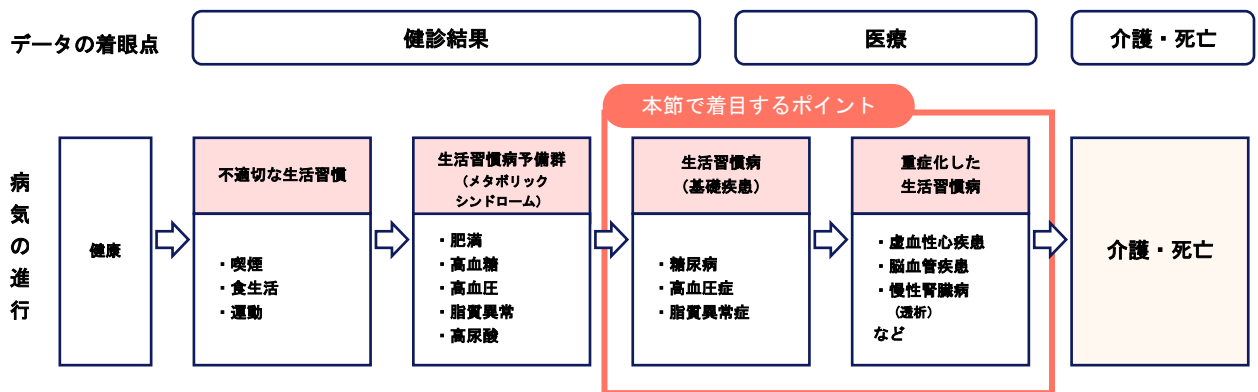 データの着眼点
健診結果
医療
介護・死亡
本節で着目するポイント
病気の進行
健康
不適切な生活習慣
・喫煙
・食生活
・運動
生活習慣病予備群
（メタボリック
シンドローム）
・肥満
・高血糖
・高血圧
・脂質異常
・高尿酸
生活習慣病
（基礎疾患）
・糖尿病
・高血圧症
・脂質異常症
重症化した
生活習慣病
・虚血性心疾患
・脳血管疾患
・慢性腎臓病
（透析）
など
介護・死亡